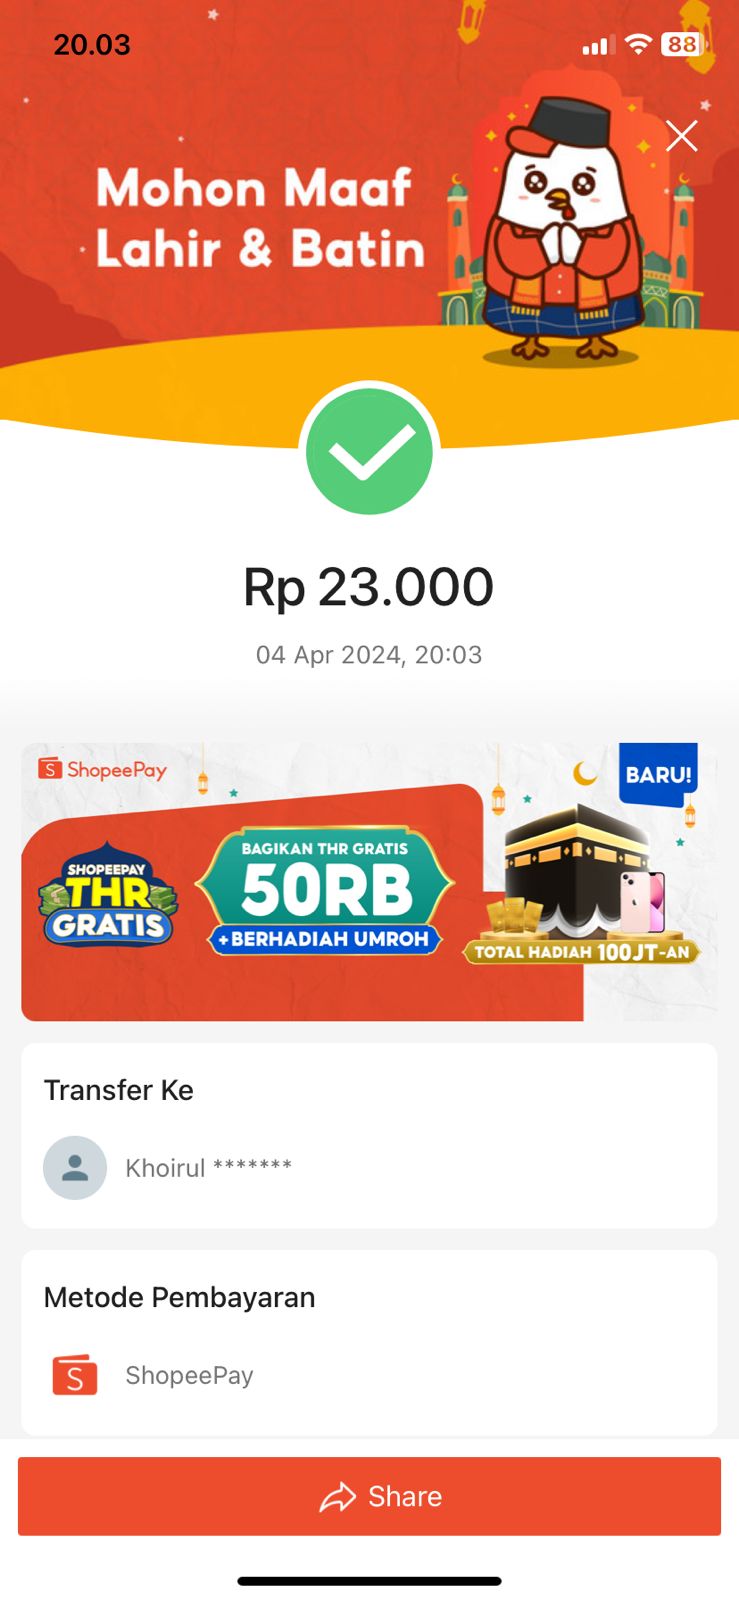 20.03
88
Mohon Maaf
Lahir & Batin
Rp 23.000
04 Apr 2024, 20:03
S ShopeePay
BARU!
SHOPEEPAY
THR
GRATIS
BAGIKAN THR GRATIS
50RB
+BERHADIAH UMROH
TOTAL HADIAH 100JT-AN
Transfer Ke
Khoirul *******
Metode Pembayaran
S ShopeePay
Share